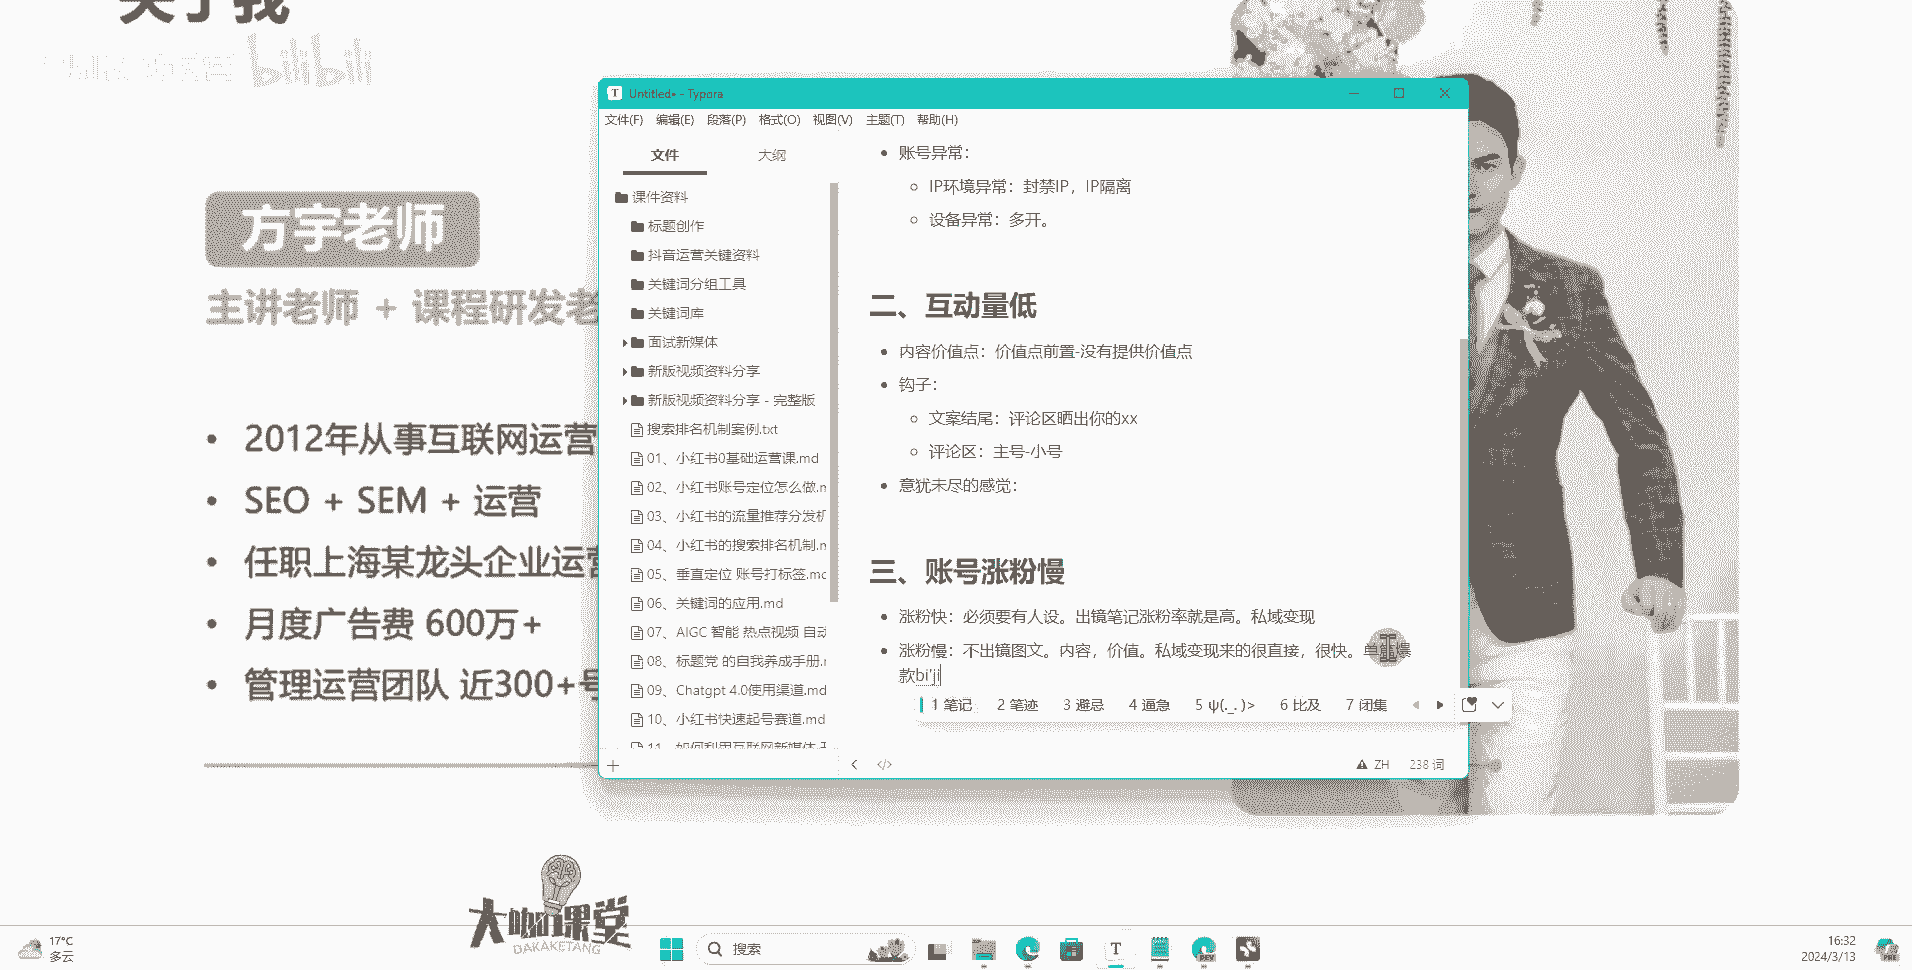 关于我
bilibili
方宇老师
主讲老师 + 课程研发老
• 2012年从事互联网运营
• SEO + SEM + 运营
• 任职上海某龙头企业运营
• 月度广告费 600万+
• 管理运营团队 近300+号
T Untitled• - Typora
文件(F) 编辑(E) 段落(P) 格式(O) 视图(V) 主题(T) 帮助(H)
文件 大纲
课件资料
标题创作
抖音运营关键资料
关键词分组工具
关键词库
面试新媒体
新版视频资料分享
新版视频资料分享 - 完整版
搜索排名机制案例.txt
01、小红书0基础运营课.md
02、小红书账号定位怎么做.m
03、小红书的流量推荐分发机
04、小红书的搜索排名机制.m
05、垂直定位 账号打标签.md
06、关键词的应用.md
07、AIGC 智能 热点视频 自动
08、标题党 的自我养成手册.m
09、Chatgpt 4.0使用渠道.md
10、小红书快速起号赛道.md
11、如何利用互联网新媒体
• 账号异常：
IP环境异常：封禁IP，IP隔离
设备异常：多开。
二、互动量低
• 内容价值点：价值点前置-没有提供价值点
• 钩子：
文案结尾：评论区晒出你的xx
评论区：主号-小号
• 意犹未尽的感觉：
三、账号涨粉慢
• 涨粉快：必须要有人设。出镜笔记涨粉率就是高。私域变现
• 涨粉慢：不出镜图文。内容，价值。私域变现来的很直接，很快。单篇爆
款bi'ji
1 笔记 2 笔迹 3 避忌 4 逼急 5 ψ(._. )> 6 比及 7 闭集
ZH 238 词
大咖课堂
DAKAKETANG
17°C
多云
搜索
T
DEV
16:32
2024/3/13
PRE